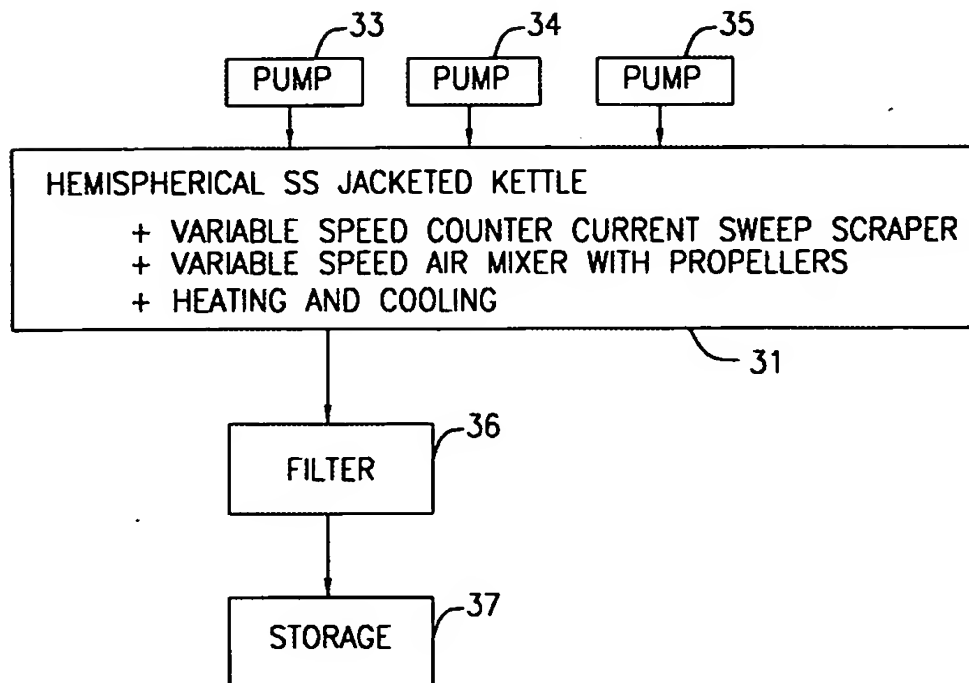 33 34 35
PUMP PUMP PUMP
HEMISPHERICAL SS JACKETED KETTLE
+ VARIABLE SPEED COUNTER CURRENT SWEEP SCRAPER
+ VARIABLE SPEED AIR MIXER WITH PROPELLERS
+ HEATING AND COOLING
31
36
FILTER
37
STORAGE